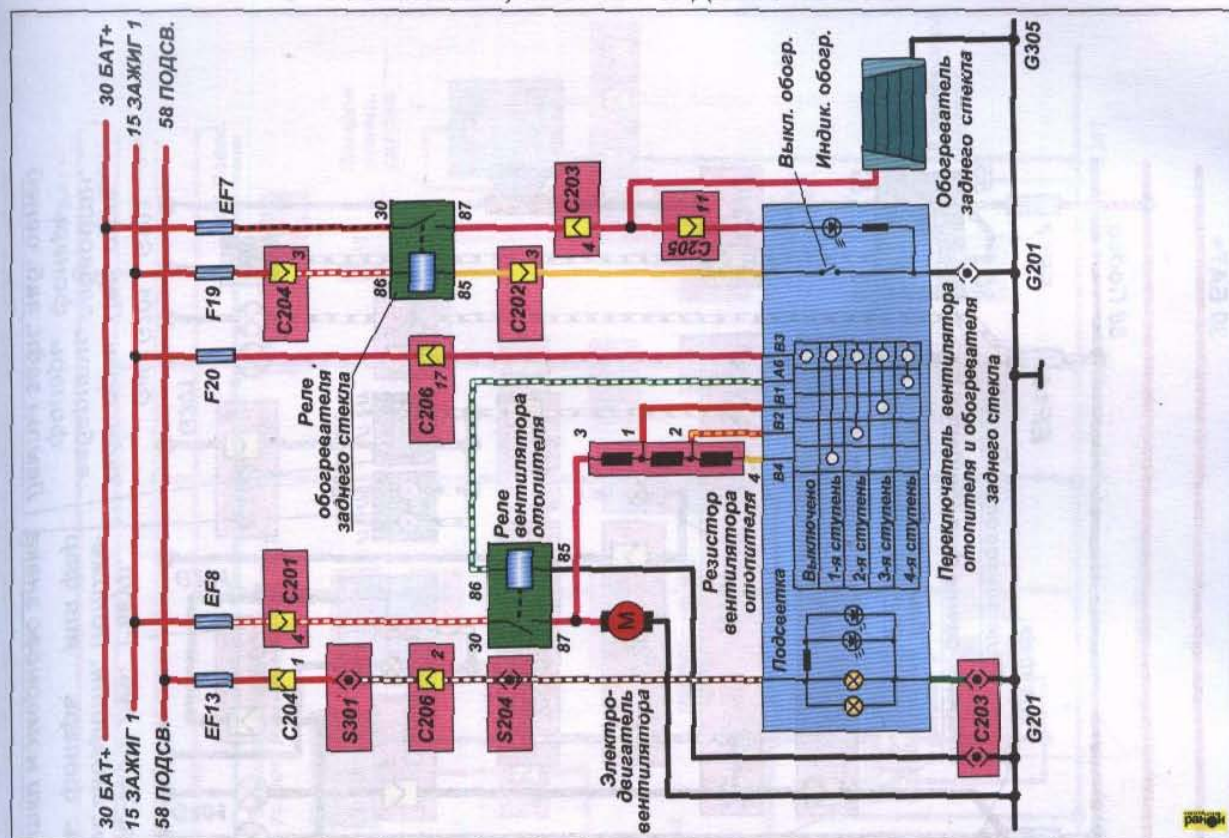 30 БАТ+
15 ЗАЖИГ 1
58 ПОДСВ.
30 БАТ+
15 ЗАЖИГ 1
58 ПОДСВ.
EF13
EF8
F20
F19
EF7
C204
1
C201
4
C204
3
S301
C206
2
S204
C206
17
30
86
87
85
Реле
вентилятора
отопителя
Реле
обогревателя
заднего стекла
86
30
85
87
C202
3
C203
4
C205
11
Электро-
двигатель
вентилятора
M
Резистор
вентилятора
отопителя
3
1
2
4
B4
B2
B1
A6
B3
Подсветка
Выключено
1-я ступень
2-я ступень
3-я ступень
4-я ступень
Выкл. обогр.
Индик. обогр.
Переключатель вентилятора
отопителя и обогревателя
заднего стекла
Обогреватель
заднего стекла
C203
G201
G201
G305